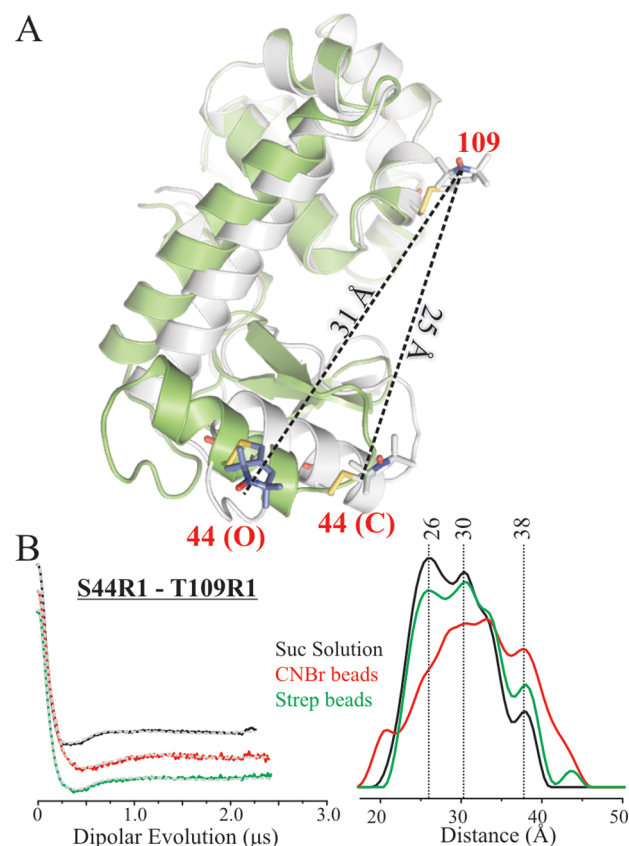 A
109
31 Å
25 Å
44 (O)
44 (C)
B
S44R1 - T109R1
Suc Solution
CNBr beads
Strep beads
26
30
38
0
1.0
2.0
3.0
Dipolar Evolution (µs)
20
30
40
50
Distance (Å)